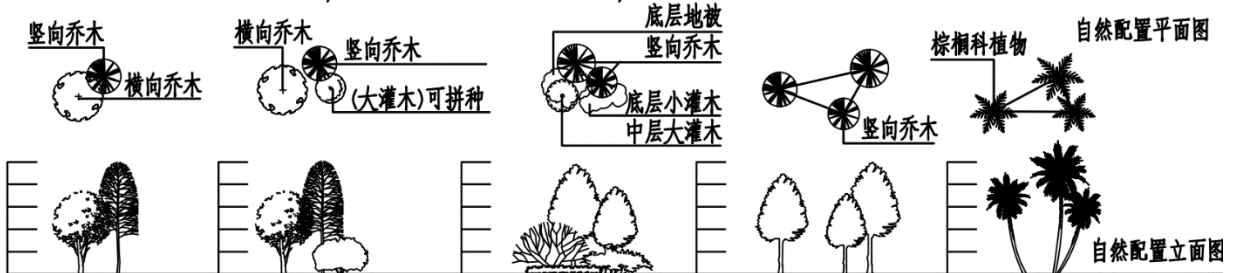 竖向乔木
横向乔木
横向乔木
竖向乔木
(大灌木)可拼种
底层地被
竖向乔木
底层小灌木
中层大灌木
竖向乔木
棕榈科植物
自然配置平面图
自然配置立面图